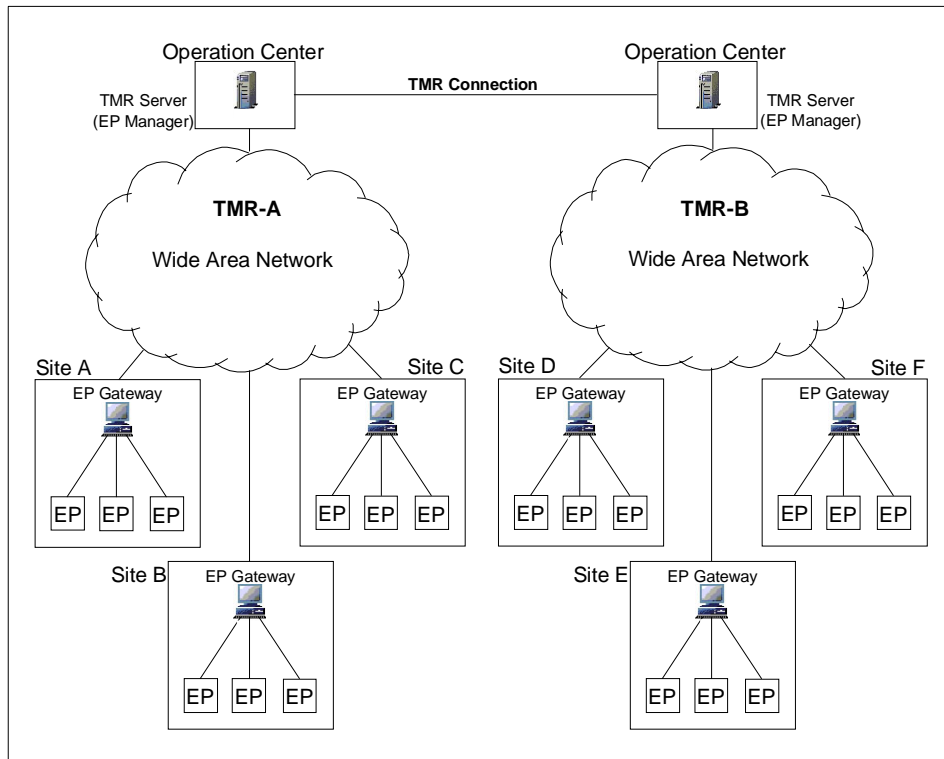 Operation Center
Operation Center
TMR Connection
TMR Server
(EP Manager)
TMR Server
(EP Manager)
TMR-A
Wide Area Network
TMR-B
Wide Area Network
Site A
EP Gateway
EP EP EP
Site C
EP Gateway
EP EP EP
Site D
EP Gateway
EP EP EP
Site F
EP Gateway
EP EP EP
Site B
EP Gateway
EP EP EP
Site E
EP Gateway
EP EP EP